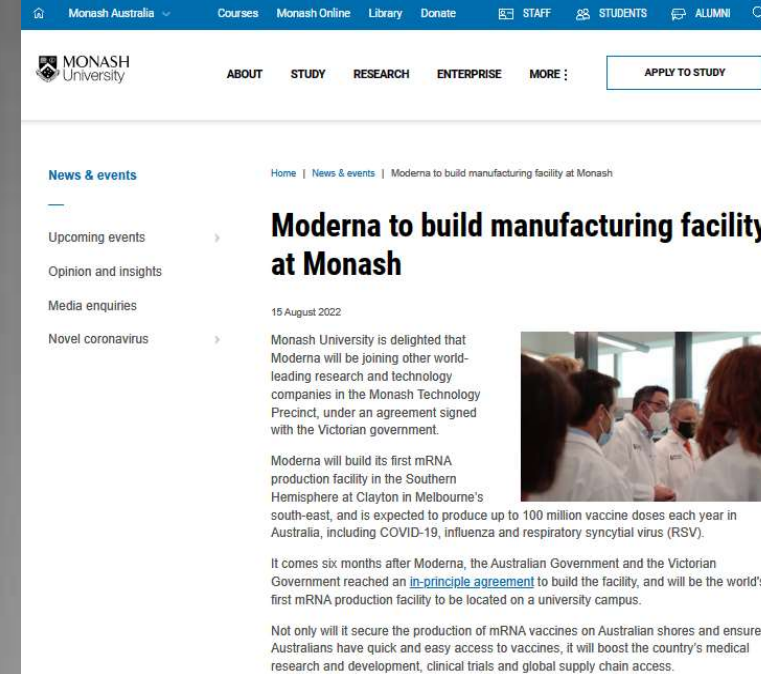 Monash Australia Courses Monash Online Library Donate STAFF STUDENTS ALUMNI
MONASH
University
ABOUT STUDY RESEARCH ENTERPRISE MORE APPLY TO STUDY
News & events
Upcoming events
Opinion and insights
Media enquiries
Novel coronavirus
Home | News & events | Moderna to build manufacturing facility at Monash
Moderna to build manufacturing facility
at Monash
15 August 2022
Monash University is delighted that
Moderna will be joining other world-
leading research and technology
companies in the Monash Technology
Precinct, under an agreement signed
with the Victorian government.
Moderna will build its first mRNA
production facility in the Southern
Hemisphere at Clayton in Melbourne's
south-east, and is expected to produce up to 100 million vaccine doses each year in
Australia, including COVID-19, influenza and respiratory syncytial virus (RSV).
It comes six months after Moderna, the Australian Government and the Victorian
Government reached an in-principle agreement to build the facility, and will be the world's
first mRNA production facility to be located on a university campus.
Not only will it secure the production of mRNA vaccines on Australian shores and ensure
Australians have quick and easy access to vaccines, it will boost the country's medical
research and development, clinical trials and global supply chain access.